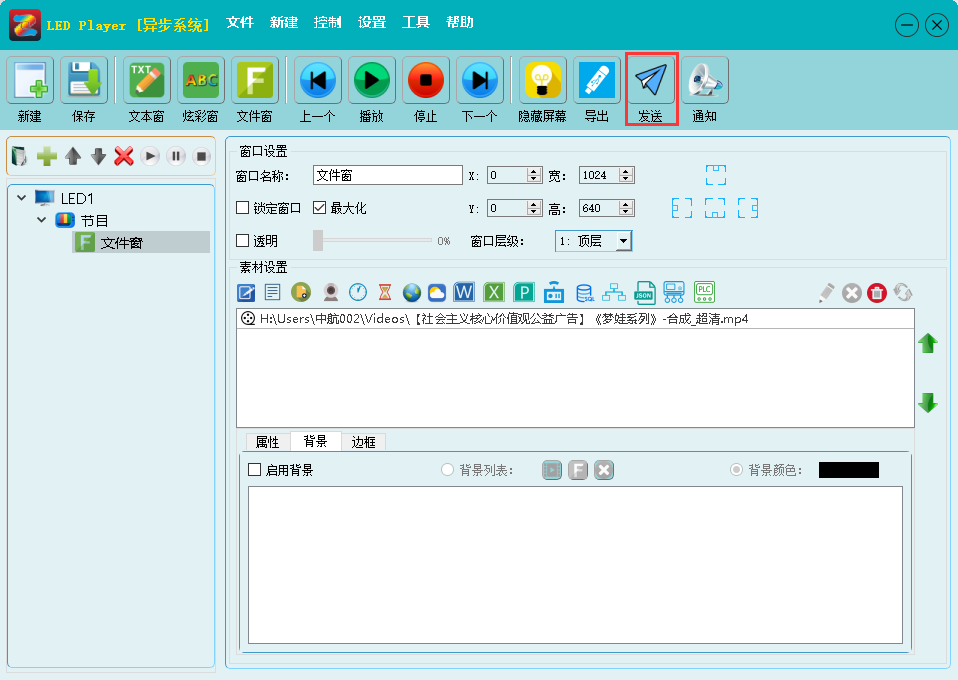 LED Player [异步系统] 文件 新建 控制 设置 工具 帮助
TXT ABC F
新建 保存 文本窗 炫彩窗 文件窗 上一个 播放 停止 下一个 隐藏屏幕 导出 发送 通知
窗口设置
窗口名称: 文件窗 X: 0 宽: 1024
锁定窗口 最大化 Y: 0 高: 640
透明 0% 窗口层级: 1: 顶层
LED1
节目
F 文件窗
素材设置
W X P SQL JSON PLC
H:\Users\中航002\Videos\【社会主义核心价值观公益广告】《梦娃系列》-合成_超清.mp4
属性 背景 边框
启用背景 背景列表: F 背景颜色: